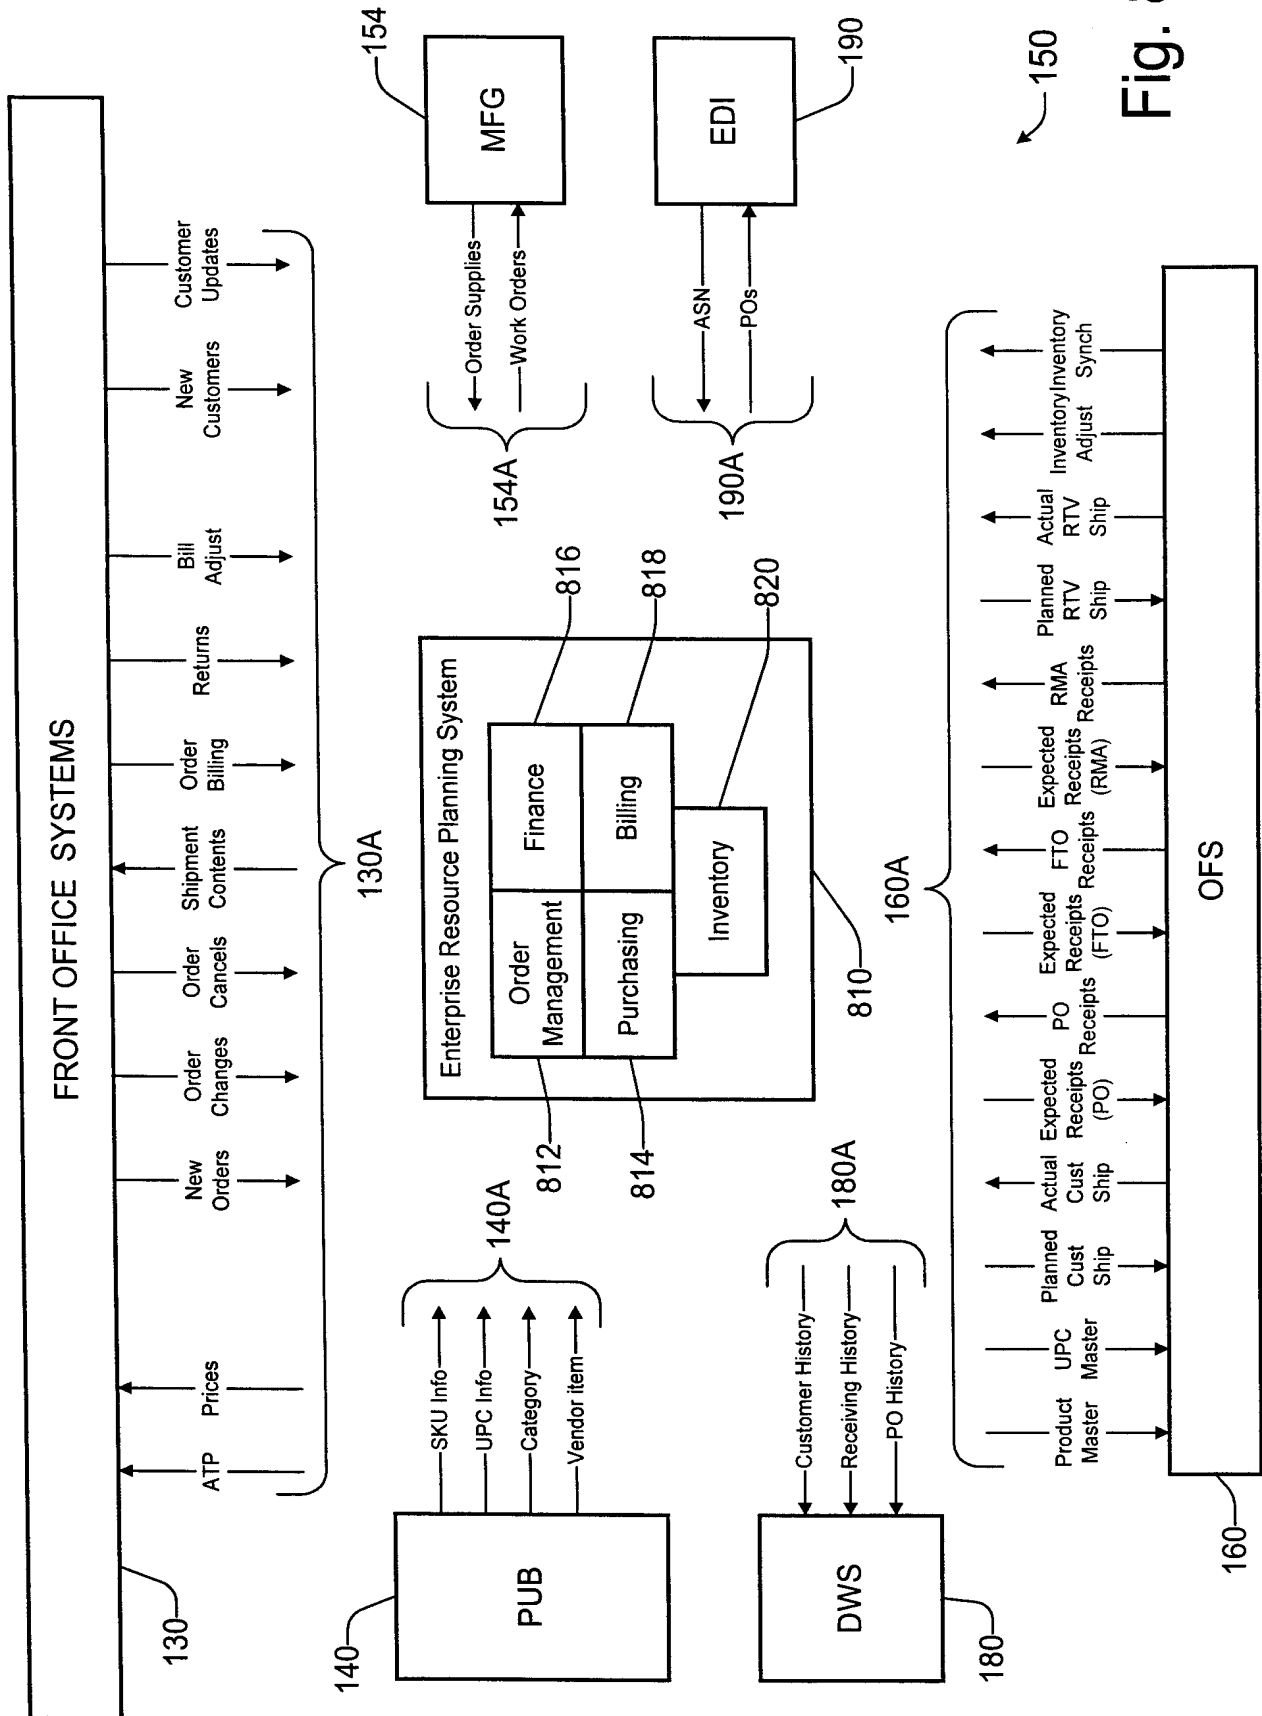 FRONT OFFICE SYSTEMS
130
ATP
Prices
New
Orders
Order
Changes
Order
Cancels
Shipment
Contents
Order
Billing
Returns
Bill
Adjust
New
Customers
Customer
Updates
130A
140
PUB
SKU Info
UPC Info
Category
Vendor item
140A
Enterprise Resource Planning System
812
Order
Management
Finance
816
814
Purchasing
Billing
818
Inventory
820
810
154A
Order Supplies
Work Orders
MFG
154
180
DWS
Customer History
Receiving History
PO History
180A
190A
ASN
POs
EDI
190
160A
Product
Master
UPC
Master
Planned
Cust
Ship
Actual
Cust
Ship
Expected
Receipts
(PO)
PO
Receipts
Expected
Receipts
(FTO)
FTO
Receipts
Expected
Receipts
(RMA)
RMA
Receipts
Planned
RTV
Ship
Actual
RTV
Ship
Inventory
Adjust
Inventory
Synch
160
OFS
150
Fig.